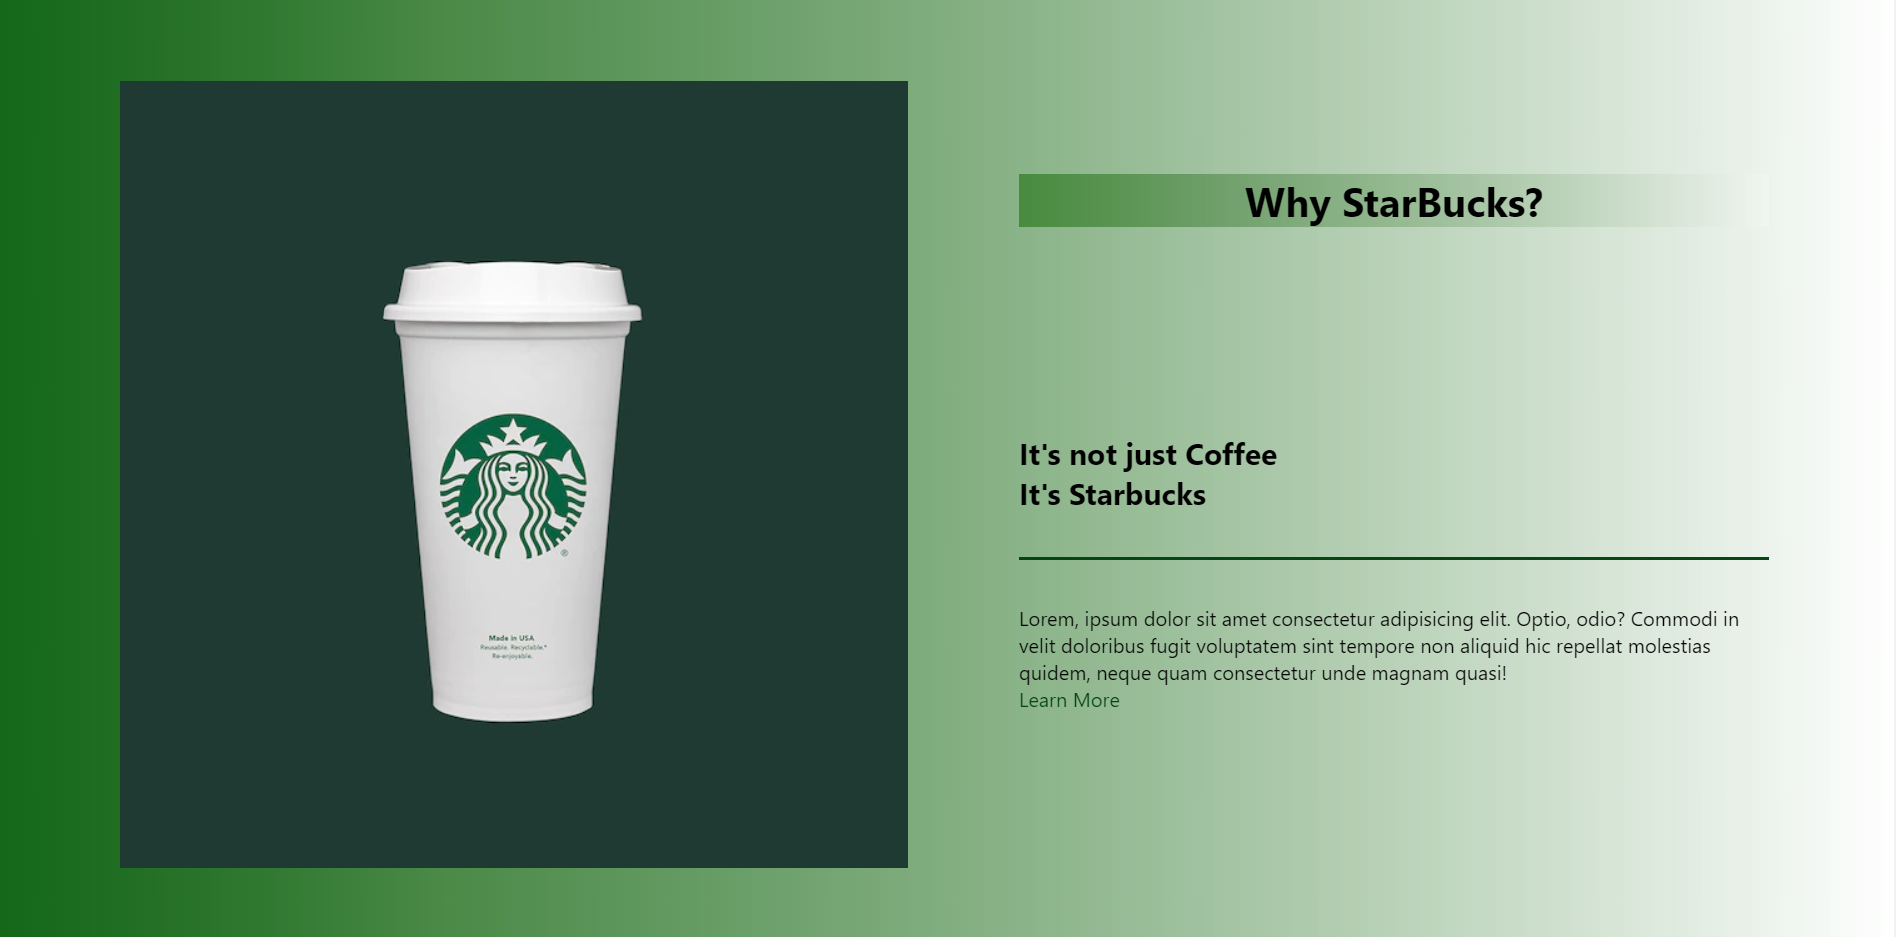 Why StarBucks?
It's not just Coffee
It's Starbucks
Lorem, ipsum dolor sit amet consectetur adipisicing elit. Optio, odio? Commodi in
velit doloribus fugit voluptatem sint tempore non aliquid hic repellat molestias
quidem, neque quam consectetur unde magnam quasi!
Learn More
®
Made in USA
Reusable. Recyclable.*
Re-enjoyable.